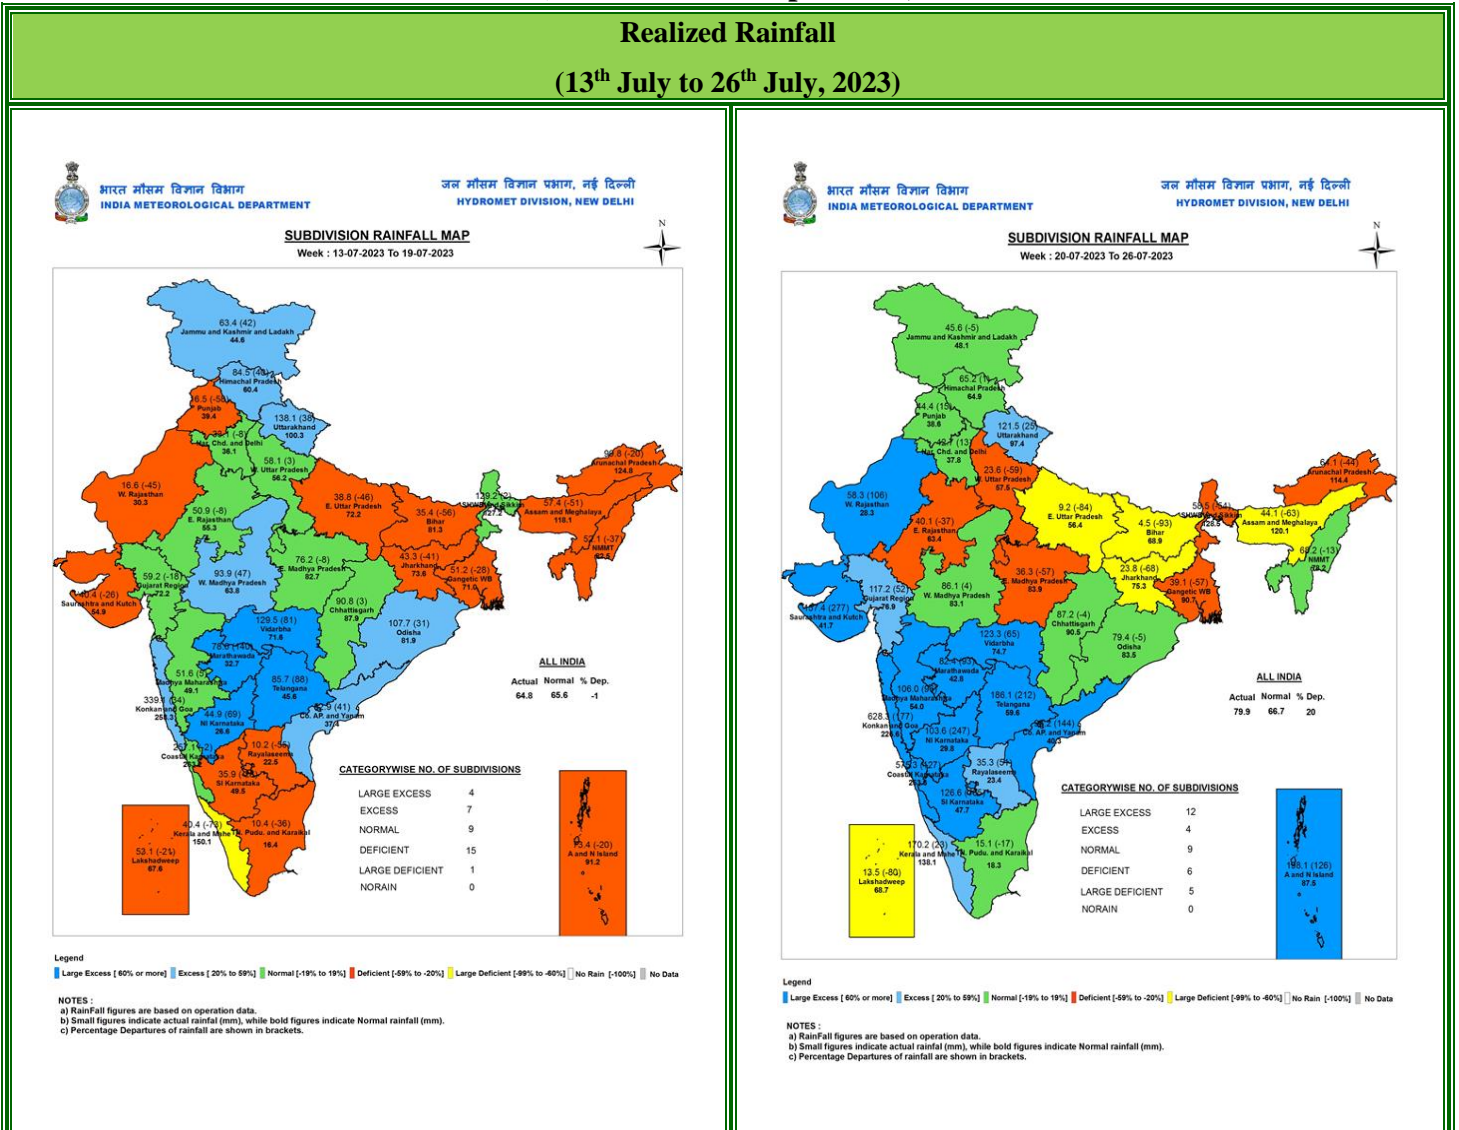 Realized Rainfall
(13th July to 26th July, 2023)
भारत मौसम विज्ञान विभाग
INDIA METEOROLOGICAL DEPARTMENT
जल मौसम विज्ञान प्रभाग, नई दिल्ली
HYDROMET DIVISION, NEW DELHI
SUBDIVISION RAINFALL MAP
Week : 13-07-2023 To 19-07-2023
N
63.4 (42)
Jammu and Kashmir and Ladakh
44.6
Himachal Pradesh
60.4
138.1 (38)
Uttarakhand
100.3
Punjab
39.4
Har. Chd. and Delhi
36.1
58.1 (3)
W. Uttar Pradesh
56.2
16.6 (-45)
W. Rajasthan
30.3
50.9 (-8)
E. Rajasthan
55.3
38.8 (-46)
E. Uttar Pradesh
72.2
35.4 (-56)
Bihar
81.3
Arunachal Pradesh
124.8
57.4 (-51)
Assam and Meghalaya
118.1
NMMT
43.3 (-41)
Jharkhand
73.6
51.2 (-28)
Gangetic WB
71.0
76.2 (-8)
E. Madhya Pradesh
82.7
93.9 (47)
W. Madhya Pradesh
63.8
59.2 (-18)
Gujarat Region
72.2
Saurashtra and Kutch
54.9
90.8 (3)
Chhattisgarh
87.9
107.7 (31)
Odisha
81.9
129.5 (81)
Vidarbha
71.6
Marathawada
32.7
51.6 (5)
Madhya Maharashtra
49.1
85.7 (88)
Telangana
45.6
Konkan and Goa
44.9 (69)
NI Karnataka
26.6
Co. AP. and Yanam
37.4
Coastal Karnataka
10.2 (-55)
Rayalaseema
22.5
SI Karnataka
49.5
40.4 (-73)
Kerala and Mahe
150.1
10.4 (-36)
Pudu. and Karaikal
16.4
53.1 (-21)
Lakshadweep
67.6
A and N Island
91.2
ALL INDIA
Actual Normal % Dep.
64.8 65.6 -1
CATEGORYWISE NO. OF SUBDIVISIONS
LARGE EXCESS 4
EXCESS 7
NORMAL 9
DEFICIENT 15
LARGE DEFICIENT 1
NORAIN 0
Legend
Large Excess [ 60% or more] Excess [ 20% to 59%] Normal [-19% to 19%] Deficient [-59% to -20%] Large Deficient [-99% to -60%] No Rain [-100%] No Data
NOTES :
a) RainFall figures are based on operation data.
b) Small figures indicate actual rainfal (mm), while bold figures indicate Normal rainfall (mm).
c) Percentage Departures of rainfall are shown in brackets.
भारत मौसम विज्ञान विभाग
INDIA METEOROLOGICAL DEPARTMENT
जल मौसम विज्ञान प्रभाग, नई दिल्ली
HYDROMET DIVISION, NEW DELHI
SUBDIVISION RAINFALL MAP
Week : 20-07-2023 To 26-07-2023
N
45.6 (-5)
Jammu and Kashmir and Ladakh
48.1
Himachal Pradesh
64.9
Punjab
38.6
121.5 (25)
Uttarakhand
97.4
Har. Chd. and Delhi
37.8
23.6 (-59)
W. Uttar Pradesh
57.6
58.3 (106)
W. Rajasthan
28.3
40.1 (-37)
E. Rajasthan
63.4
9.2 (-84)
E. Uttar Pradesh
56.4
4.5 (-93)
Bihar
68.9
Arunachal Pradesh
114.4
44.1 (-63)
Assam and Meghalaya
120.1
NMMT
23.8 (-68)
Jharkhand
75.3
39.1 (-57)
Gangetic WB
90.7
36.3 (-57)
E. Madhya Pradesh
83.9
86.1 (4)
W. Madhya Pradesh
83.1
117.2 (52)
Gujarat Region
76.9
Saurashtra and Kutch
41.7
87.2 (-4)
Chhattisgarh
90.5
79.4 (-5)
Odisha
83.5
123.3 (65)
Vidarbha
74.7
Marathawada
42.8
Madhya Maharashtra
54.0
186.1 (212)
Telangana
59.6
Konkan and Goa
103.6 (247)
NI Karnataka
29.8
Co. AP. and Yanam
40.3
Coastal Karnataka
35.3 (51)
Rayalaseema
23.4
SI Karnataka
47.7
170.2 (23)
Kerala and Mahe
138.1
15.1 (-17)
Pudu. and Karaikal
18.3
13.5 (-80)
Lakshadweep
68.7
A and N Island
87.5
ALL INDIA
Actual Normal % Dep.
79.9 66.7 20
CATEGORYWISE NO. OF SUBDIVISIONS
LARGE EXCESS 12
EXCESS 4
NORMAL 9
DEFICIENT 6
LARGE DEFICIENT 5
NORAIN 0
Legend
Large Excess [ 60% or more] Excess [ 20% to 59%] Normal [-19% to 19%] Deficient [-59% to -20%] Large Deficient [-99% to -60%] No Rain [-100%] No Data
NOTES :
a) RainFall figures are based on operation data.
b) Small figures indicate actual rainfal (mm), while bold figures indicate Normal rainfall (mm).
c) Percentage Departures of rainfall are shown in brackets.